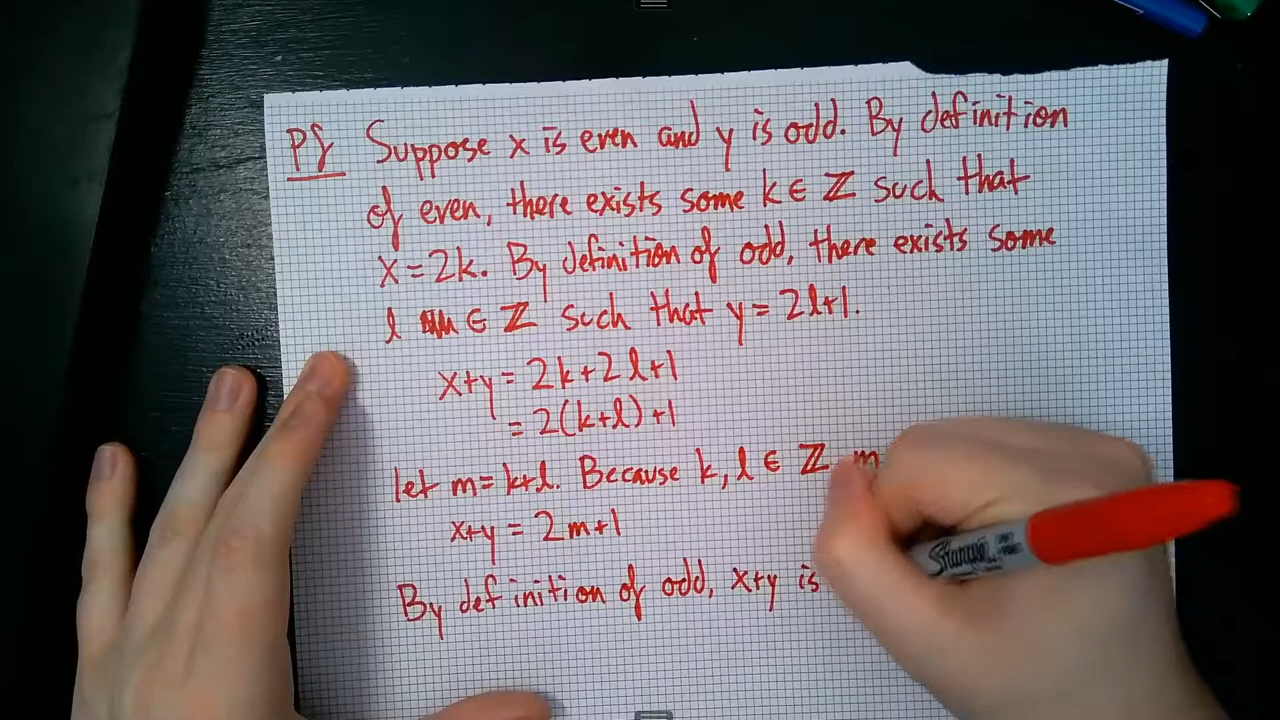 Pf Suppose x is even and y is odd. By definition
of even, there exists some k ∈ ℤ such that
x = 2k. By definition of odd, there exists some
l ∈ ℤ such that y = 2l+1.
x+y = 2k+2l+1
= 2(k+l)+1
let m = k+l. Because k, l ∈ ℤ m
x+y = 2m+1
By definition of odd, x+y is
Sharpie